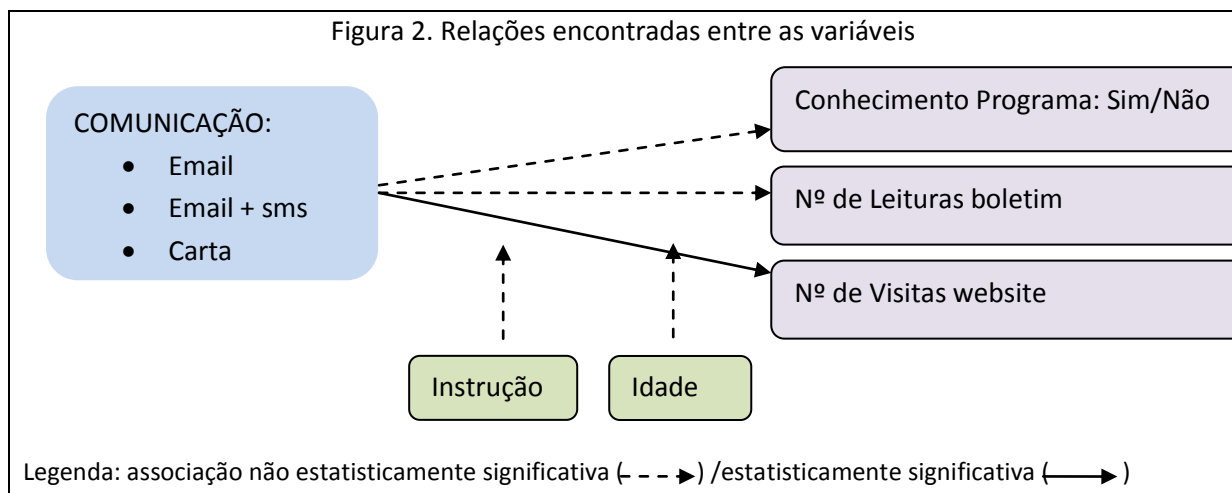 Figura 2. Relações encontradas entre as variáveis
COMUNICAÇÃO:
• Email
• Email + sms
• Carta
Conhecimento Programa: Sim/Não
Nº de Leituras boletim
Nº de Visitas website
Instrução
Idade
Legenda: associação não estatisticamente significativa ( ) /estatisticamente significativa ( )